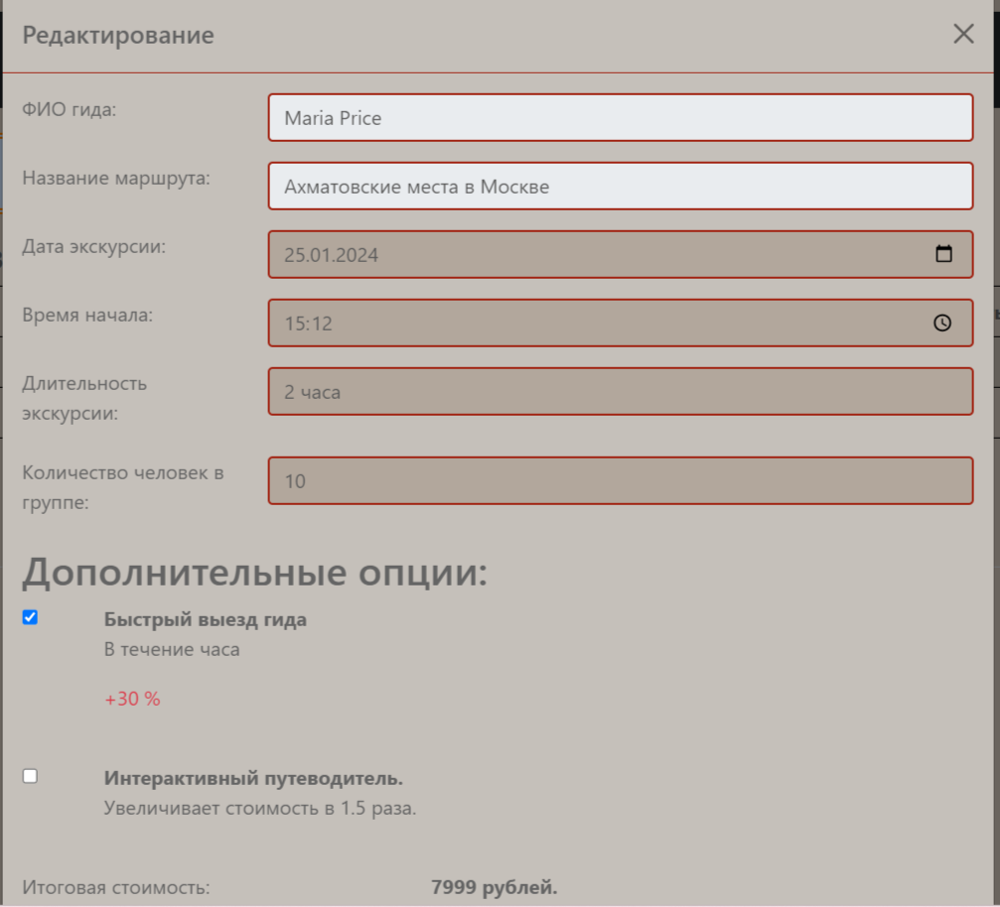 Редактирование
ФИО гида:
Maria Price
Название маршрута:
Ахматовские места в Москве
Дата экскурсии:
25.01.2024
Время начала:
15:12
Длительность
экскурсии:
2 часа
Количество человек в
группе:
10
Дополнительные опции:
Быстрый выезд гида
В течение часа
+30 %
Интерактивный путеводитель.
Увеличивает стоимость в 1.5 раза.
Итоговая стоимость:
7999 рублей.